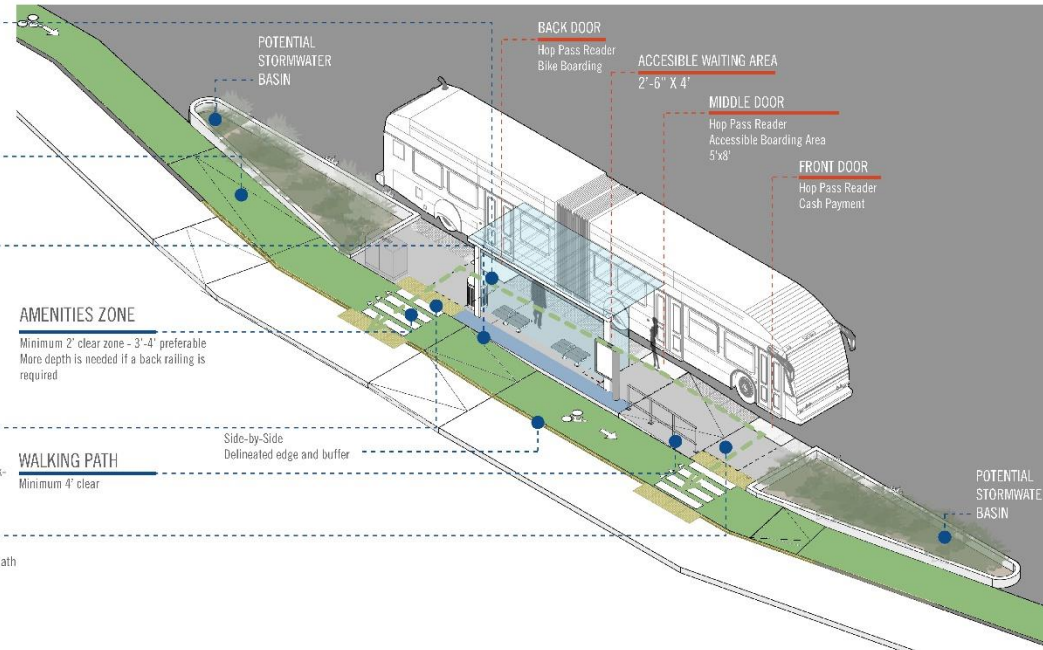 POTENTIAL
STORMWATER
BASIN
BACK DOOR
Hop Pass Reader
Bike Boarding
ACCESIBLE WAITING AREA
2'-6" X 4'
MIDDLE DOOR
Hop Pass Reader
Accessible Boarding Area
5'x8'
FRONT DOOR
Hop Pass Reader
Cash Payment
AMENITIES ZONE
Minimum 2' clear zone - 3'-4' preferable
More depth is needed if a back railing is
required
Side-by-Side
Delineated edge and buffer
WALKING PATH
Minimum 4' clear
POTENTIAL
STORMWATE
BASIN
ath